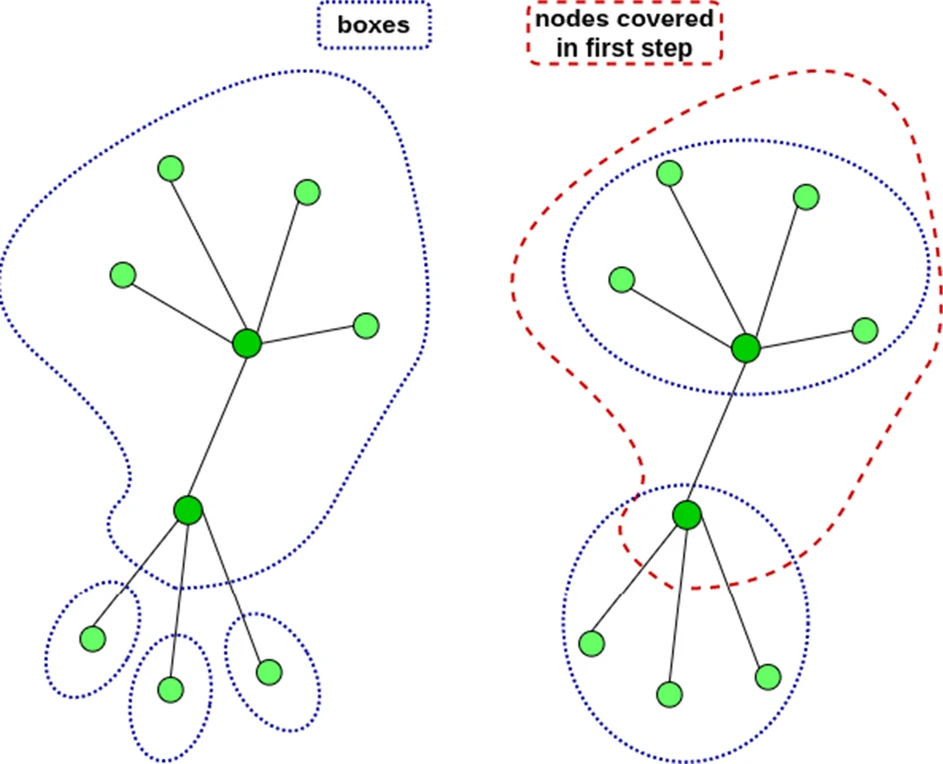 boxes
nodes covered
in first step